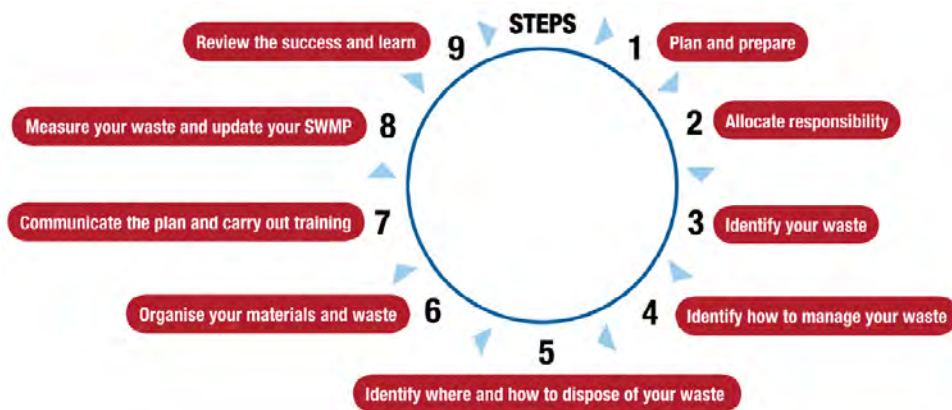 STEPS
1 Plan and prepare
2 Allocate responsibility
3 Identify your waste
4 Identify how to manage your waste
5
Identify where and how to dispose of your waste
6 Organise your materials and waste
7 Communicate the plan and carry out training
8 Measure your waste and update your SWMP
9 Review the success and learn